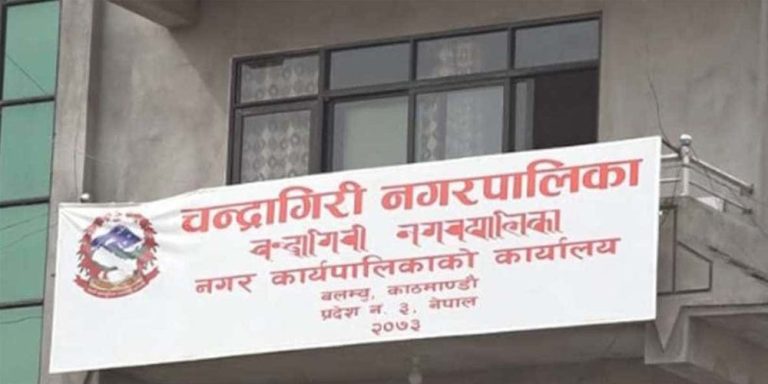 चन्द्रागिरी नगरपालिका
नगर कार्यपालिकाको कार्यालय
बलम्बु, काठमाण्डौ
प्रदेश न. ३, नेपाल
२०७३